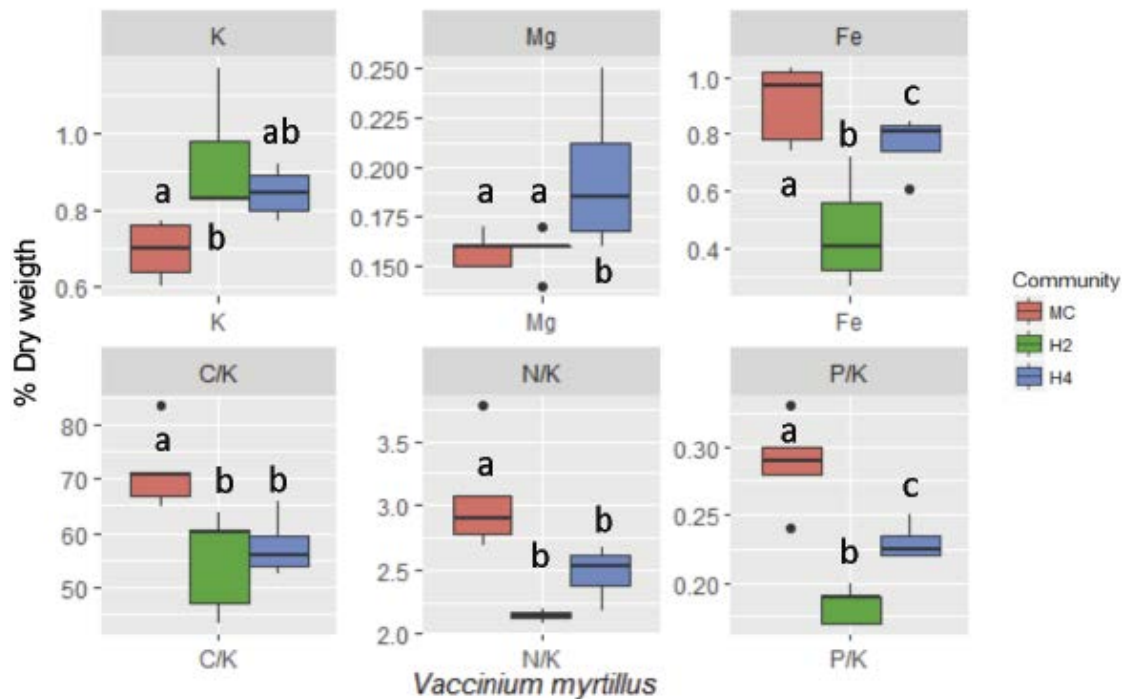 K Mg Fe
1.0 0.8 0.6
a b ab
0.250 0.225 0.200 0.175 0.150
a a b
1.0 0.8 0.6 0.4
a b c
K Mg Fe
% Dry weigth
Community
MC
H2
H4
C/K N/K P/K
80 70 60 50
a b b
3.5 3.0 2.5 2.0
a b b
0.30 0.25 0.20
a b c
C/K N/K P/K
Vaccinium myrtillus